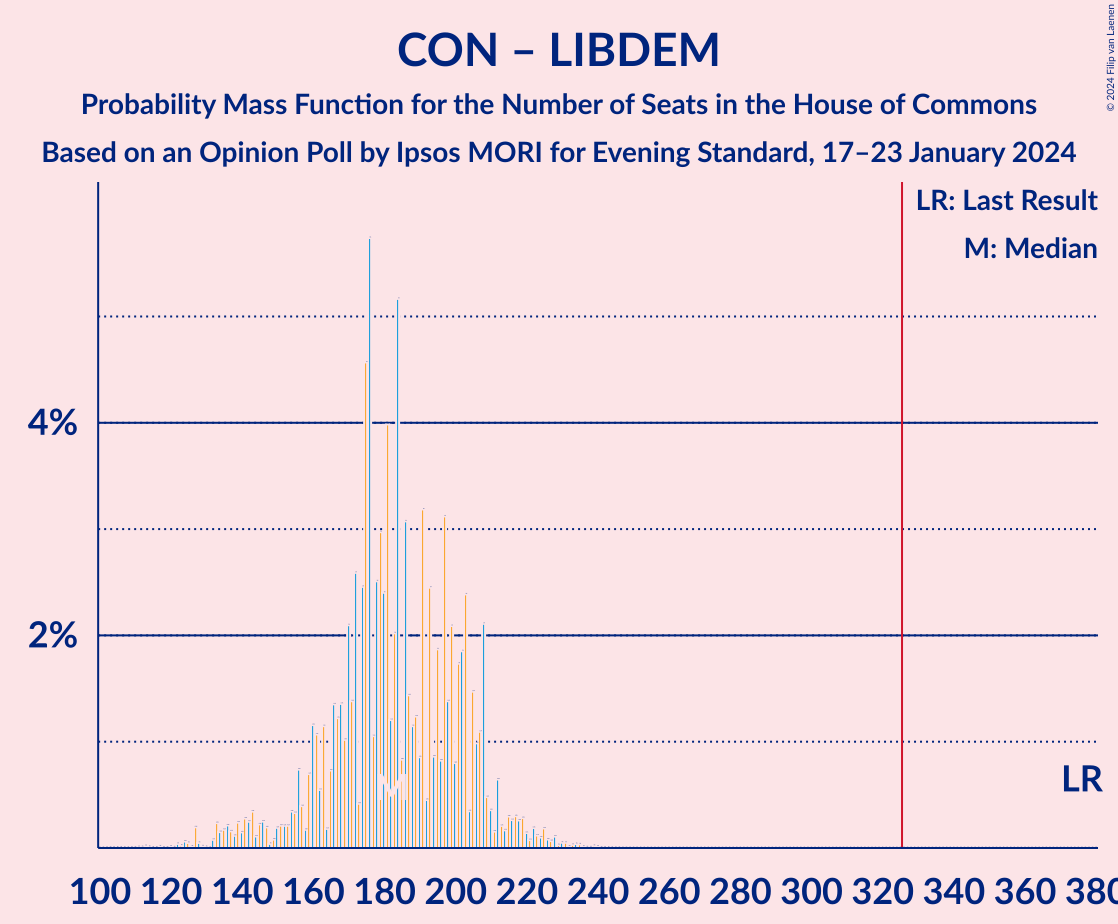 CON – LIBDEM
Probability Mass Function for the Number of Seats in the House of Commons
Based on an Opinion Poll by Ipsos MORI for Evening Standard, 17–23 January 2024
© 2024 Filip van Laenen
LR: Last Result
M: Median
4%
2%
LR
100 120 140 160 180 200 220 240 260 280 300 320 340 360 380